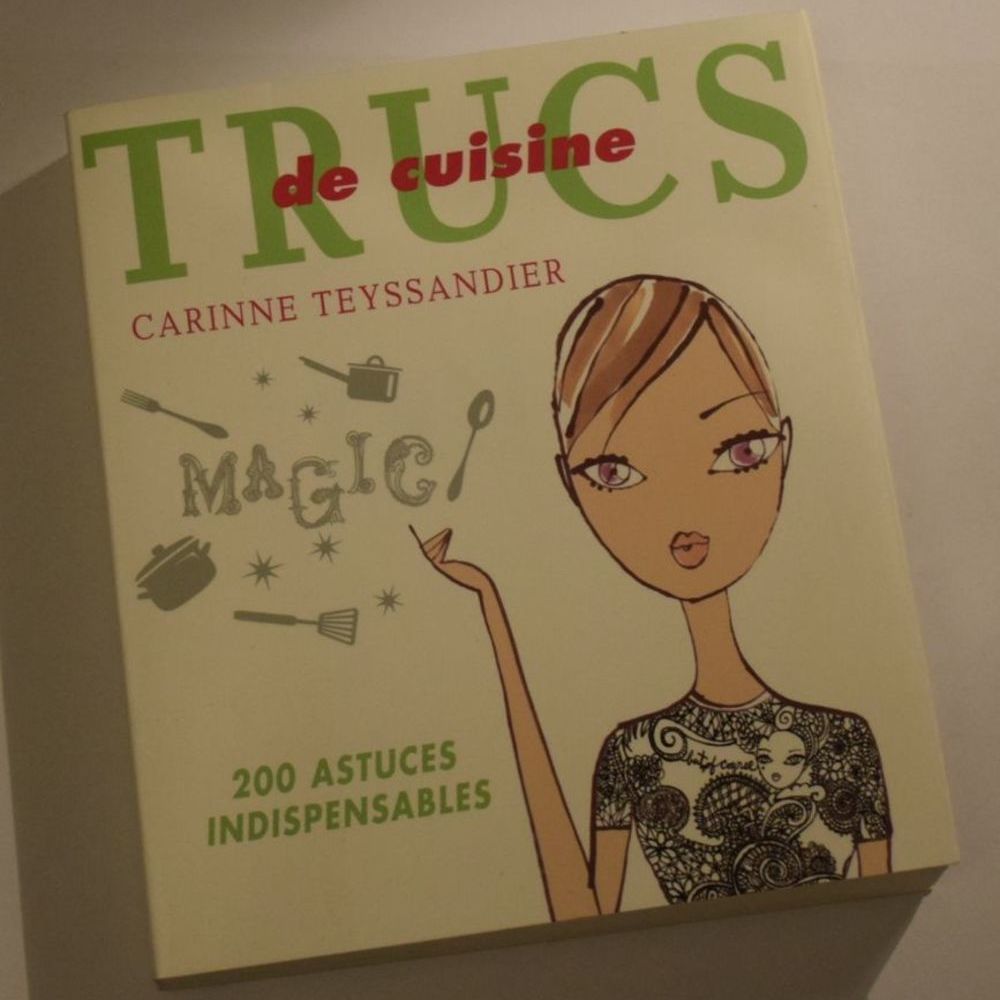 TRUCS
de cuisine
CARINNE TEYSSANDIER
MAGIC
200 ASTUCES
INDISPENSABLES